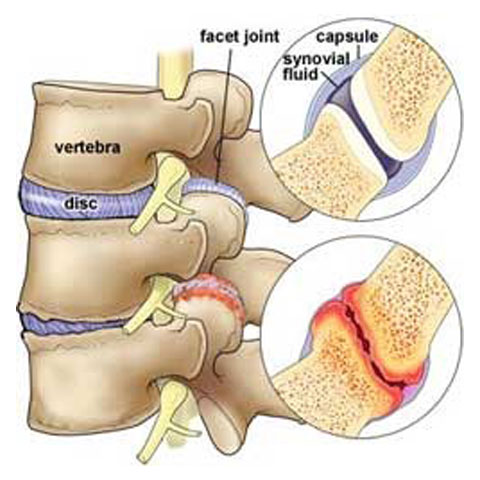 facet joint
capsule
synovial
fluid
vertebra
disc